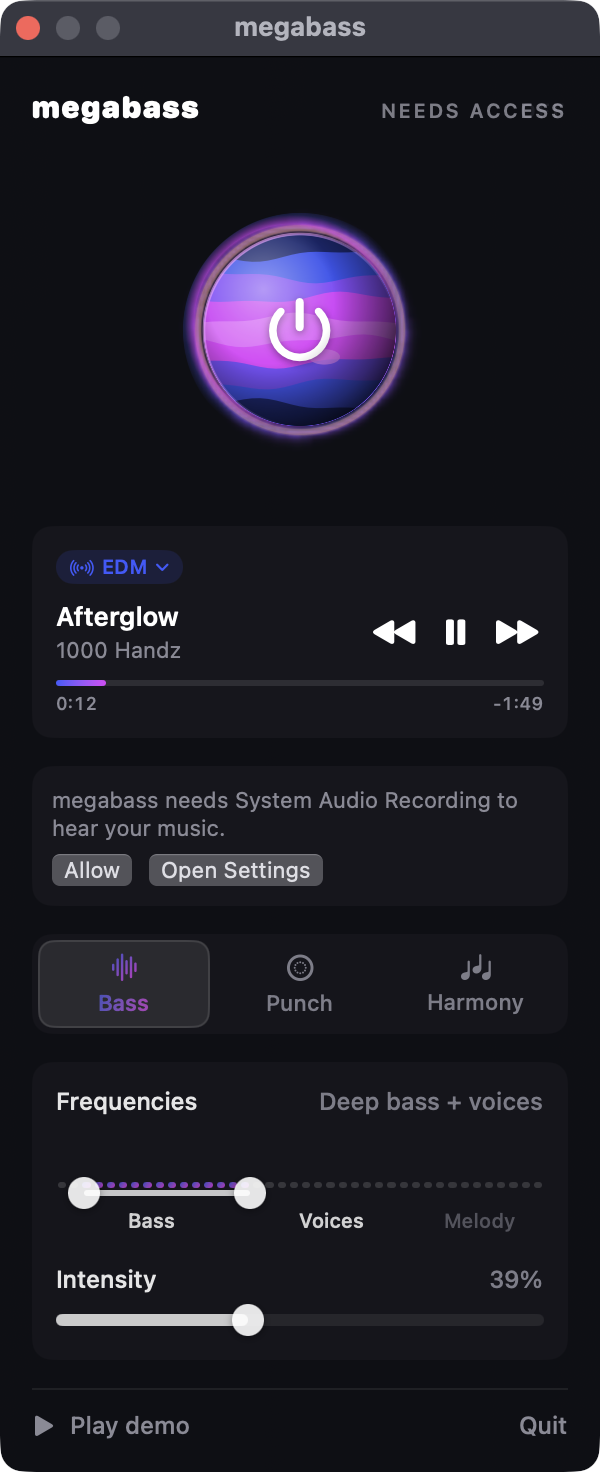 megabass
megabass
NEEDS ACCESS
EDM
Afterglow
1000 Handz
0:12
-1:49
megabass needs System Audio Recording to
hear your music.
Allow
Open Settings
Bass
Punch
Harmony
Frequencies
Deep bass + voices
Bass
Voices
Melody
Intensity
39%
Play demo
Quit